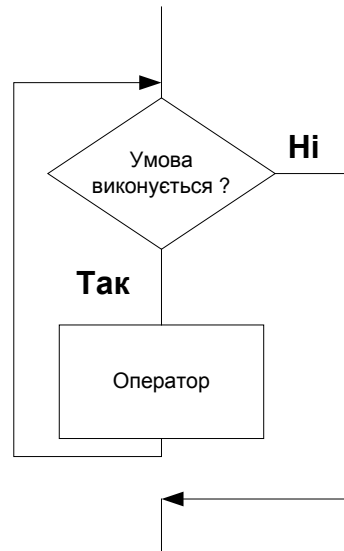 Умова
виконується ?
Ні
Так
Оператор